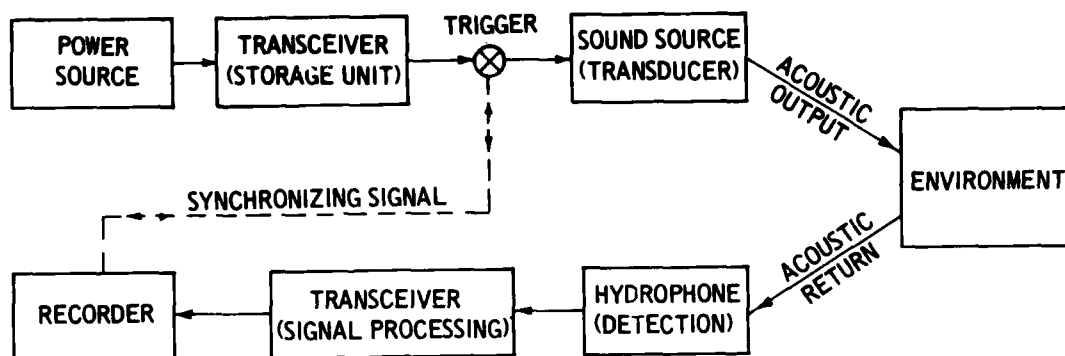 POWER
SOURCE
TRANSCEIVER
(STORAGE UNIT)
TRIGGER
SOUND SOURCE
(TRANSDUCER)
ACOUSTIC
OUTPUT
ENVIRONMENT
SYNCHRONIZING SIGNAL
ACOUSTIC
RETURN
RECORDER
TRANSCEIVER
(SIGNAL PROCESSING)
HYDROPHONE
(DETECTION)